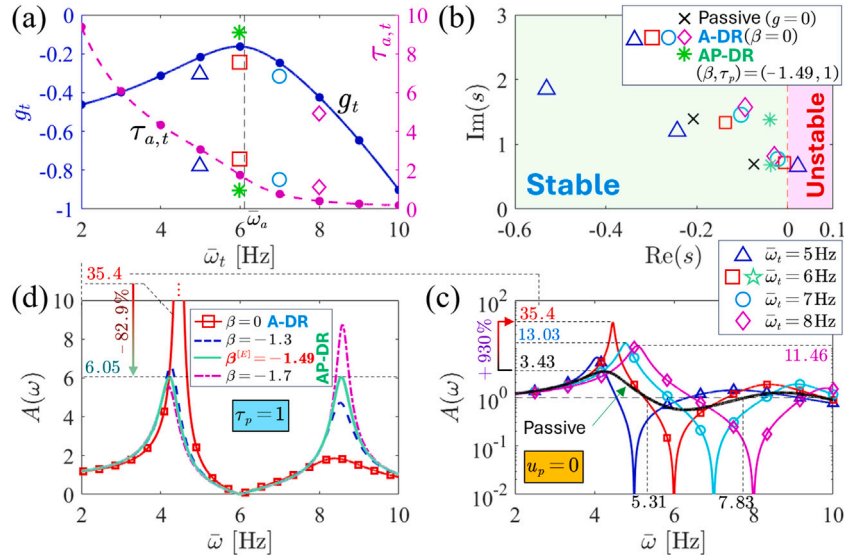 (a)
0
-0.2
-0.4
-0.6
-0.8
-1
g_t
10
8
6
4
2
0
τ_{a,t}
g_t
τ_{a,t}
2 4 6 8 10
ω̄_a
ω̄_t [Hz]
(b)
3
2
1
0
Im(s)
Passive (g=0)
A-DR (β=0)
AP-DR
(β,τ_p)=(-1.49, 1)
Stable
Unstable
-0.6 -0.4 -0.2 0 0.1
Re(s)
ω̄_t = 5Hz
ω̄_t = 6Hz
ω̄_t = 7Hz
ω̄_t = 8Hz
(d)
35.4
-82.9%
6.05
10
8
6
4
2
0
A(ω)
β=0 A-DR
β=-1.3
β^{[E]}=-1.49
β=-1.7
AP-DR
τ_p=1
2 4 6 8 10
ω̄ [Hz]
(c)
10^2
10^0
10^{-1}
10^{-2}
A(ω)
+930%
35.4
13.03
3.43
11.46
Passive
u_p=0
5.31
7.83
2 4 6 8 10
ω̄ [Hz]